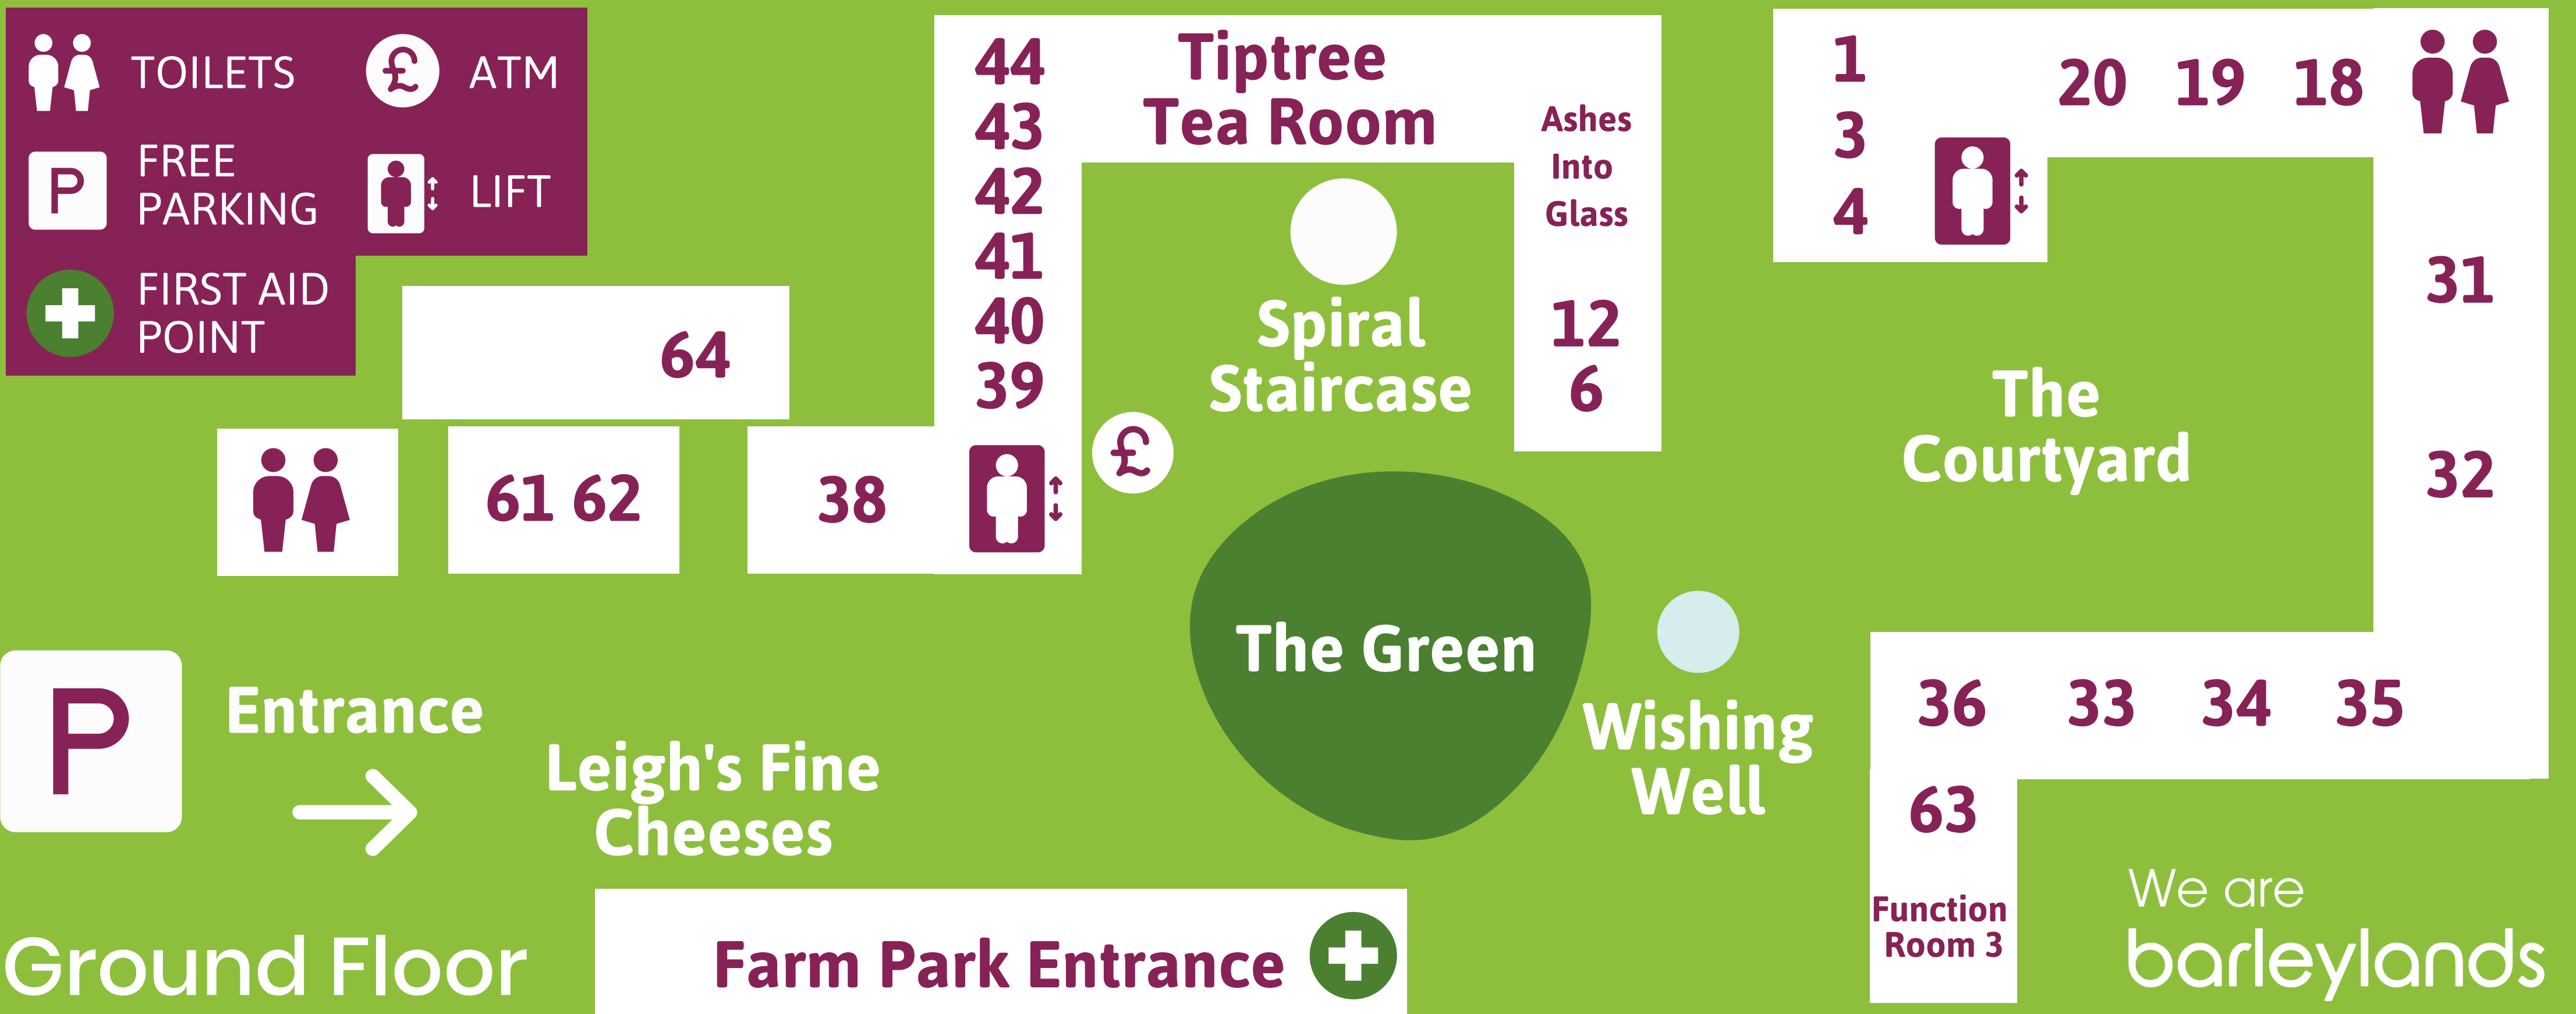 TOILETS
£ ATM
P FREE
PARKING
LIFT
FIRST AID
POINT
64
61 62
38
44
43
42
41
40
39
Tiptree
Tea Room
Ashes
Into
Glass
12
6
Spiral
Staircase
£
1
3
4
20 19 18
31
32
The
Courtyard
The Green
Wishing
Well
36 33 34 35
63
Function
Room 3
P
Entrance
Leigh's Fine
Cheeses
Ground Floor
Farm Park Entrance
We are
barleylands